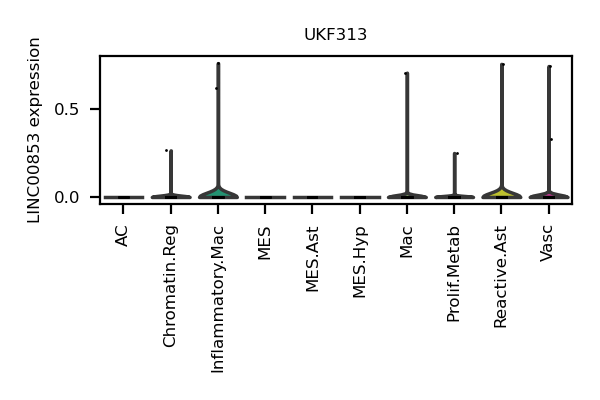 UKF313
LINC00853 expression
0.5
0.0
AC
Chromatin.Reg
Inflammatory.Mac
MES
MES.Ast
MES.Hyp
Mac
Prolif.Metab
Reactive.Ast
Vasc